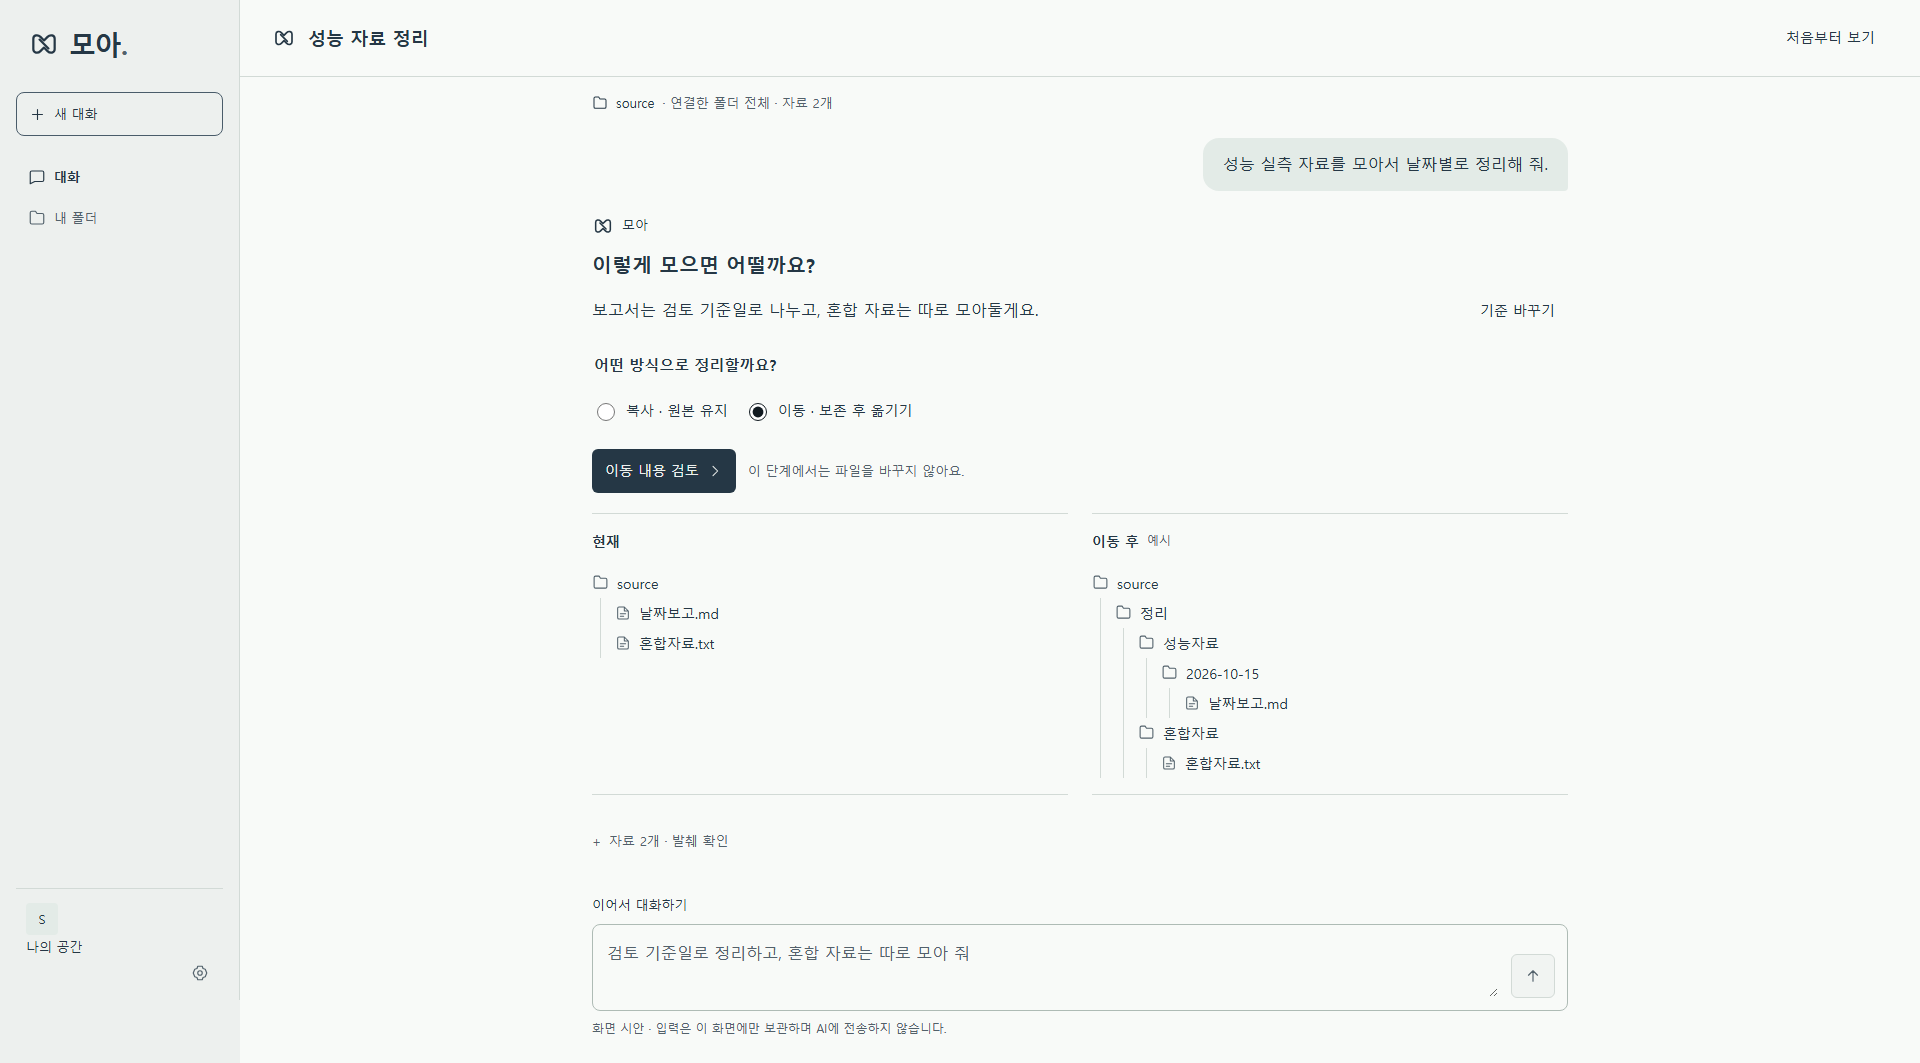 모아.
새 대화
대화
내 폴더
S
나의 공간
성능 자료 정리
처음부터 보기
source · 연결한 폴더 전체 · 자료 2개
성능 실측 자료를 모아서 날짜별로 정리해 줘.
모아
이렇게 모으면 어떨까요?
보고서는 검토 기준일로 나누고, 혼합 자료는 따로 모아둘게요.
기준 바꾸기
어떤 방식으로 정리할까요?
복사 · 원본 유지
이동 · 보존 후 옮기기
이동 내용 검토
이 단계에서는 파일을 바꾸지 않아요.
현재
source
날짜보고.md
혼합자료.txt
이동 후 예시
source
정리
성능자료
2026-10-15
날짜보고.md
혼합자료
혼합자료.txt
+ 자료 2개 · 발췌 확인
이어서 대화하기
검토 기준일로 정리하고, 혼합 자료는 따로 모아 줘
화면 시안 · 입력은 이 화면에만 보관하며 AI에 전송하지 않습니다.